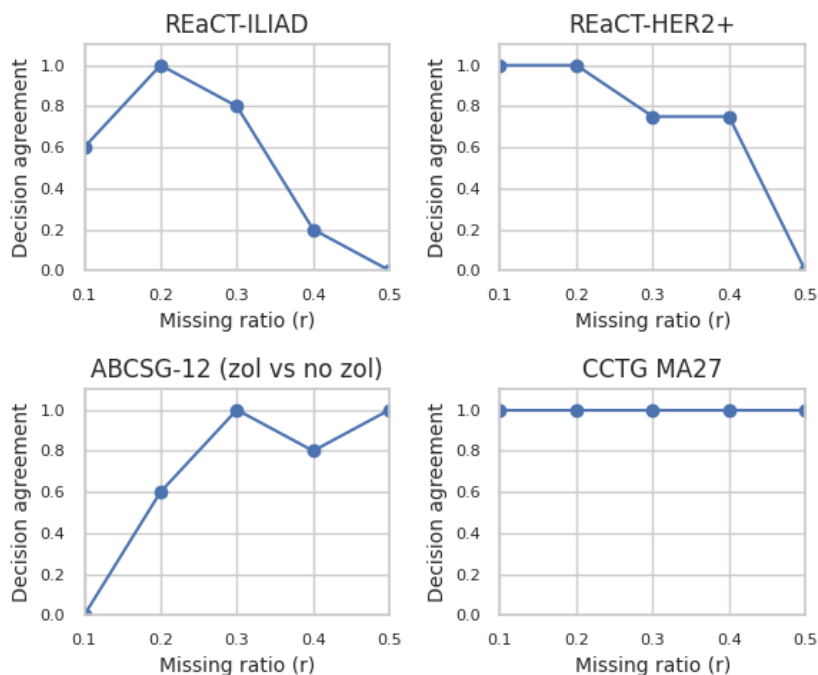 REaCT-ILIAD
Decision agreement
1.0
0.8
0.6
0.4
0.2
0.0
0.1 0.2 0.3 0.4 0.5
Missing ratio (r)
REaCT-HER2+
Decision agreement
1.0
0.8
0.6
0.4
0.2
0.0
0.1 0.2 0.3 0.4 0.5
Missing ratio (r)
ABCSG-12 (zol vs no zol)
Decision agreement
1.0
0.8
0.6
0.4
0.2
0.0
0.1 0.2 0.3 0.4 0.5
Missing ratio (r)
CCTG MA27
Decision agreement
1.0
0.8
0.6
0.4
0.2
0.0
0.1 0.2 0.3 0.4 0.5
Missing ratio (r)